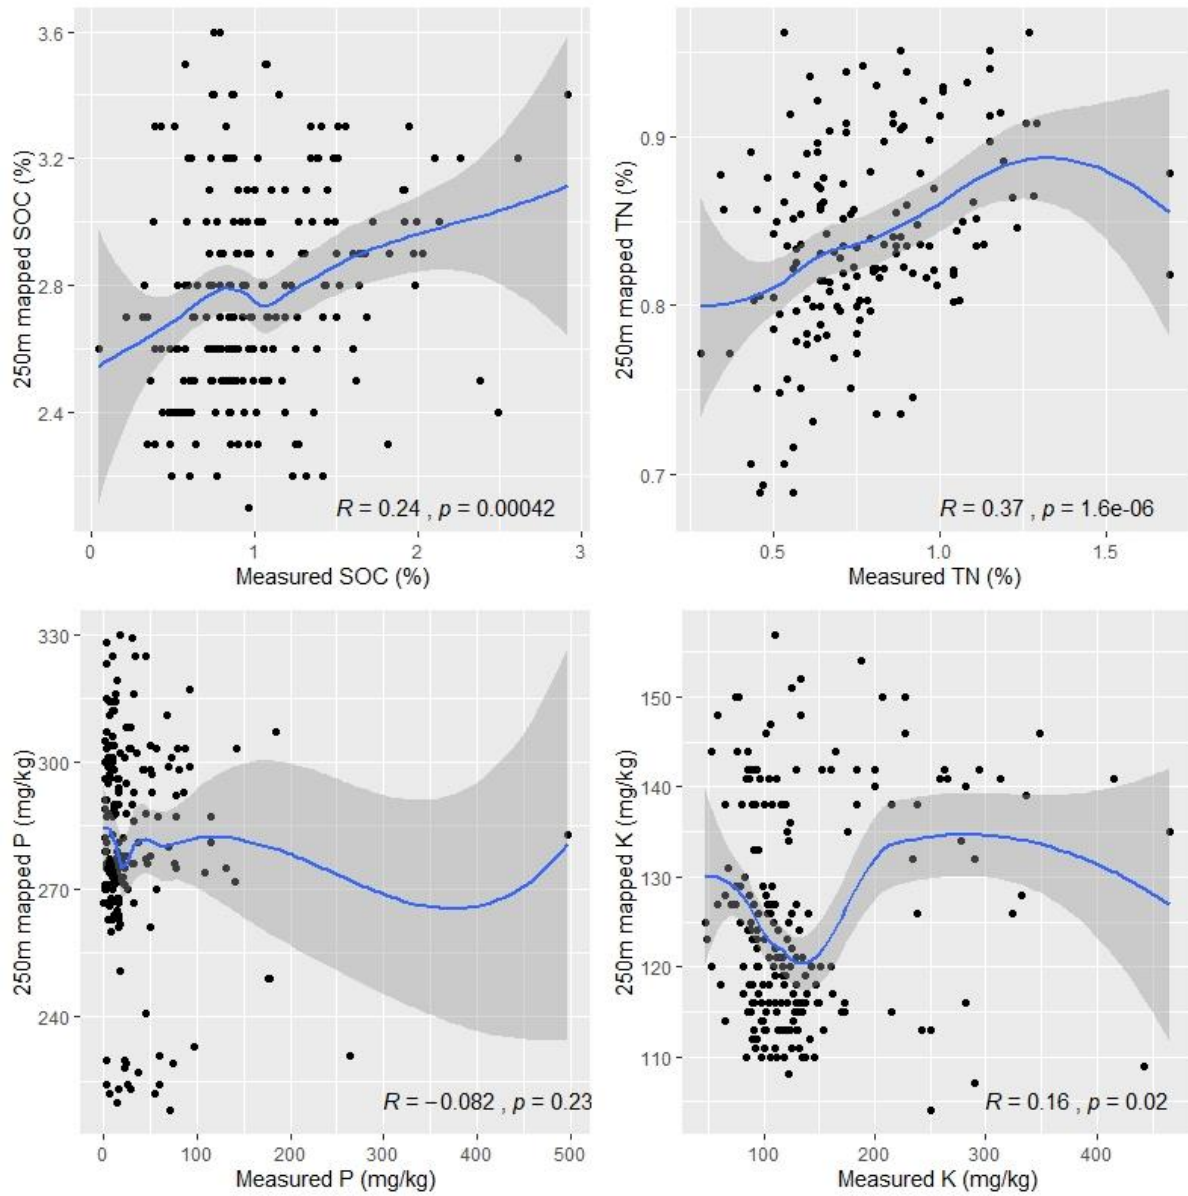 3.6
3.2
2.8
2.4
250m mapped SOC (%)
R = 0.24 , p = 0.00042
0 1 2 3
Measured SOC (%)
0.9
0.8
0.7
250m mapped TN (%)
R = 0.37 , p = 1.6e-06
0.5 1.0 1.5
Measured TN (%)
330
300
270
240
250m mapped P (mg/kg)
R = −0.082 , p = 0.23
0 100 200 300 400 500
Measured P (mg/kg)
150
140
130
120
110
250m mapped K (mg/kg)
R = 0.16 , p = 0.02
100 200 300 400
Measured K (mg/kg)